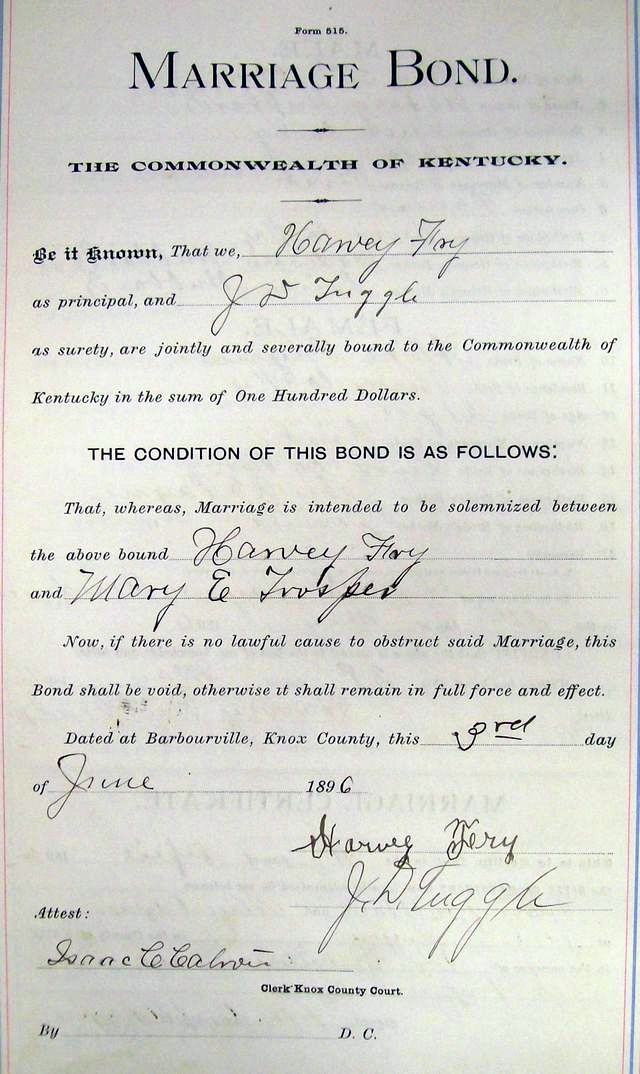 Form 515.
MARRIAGE BOND.
THE COMMONWEALTH OF KENTUCKY.
Be it Known, That we, Harvey Fry
as principal, and J D Tuggle
as surety, are jointly and severally bound to the Commonwealth of
Kentucky in the sum of One Hundred Dollars.
THE CONDITION OF THIS BOND IS AS FOLLOWS:
That, whereas, Marriage is intended to be solemnized between
the above bound Harvey Fry
and Mary E Trosper
Now, if there is no lawful cause to obstruct said Marriage, this
Bond shall be void, otherwise it shall remain in full force and effect.
Dated at Barbourville, Knox County, this 3rd day
of June 1896
Harvey Fery
J. D. Tuggle
Attest:
Isaac C Calvin
Clerk Knox County Court.
By D. C.